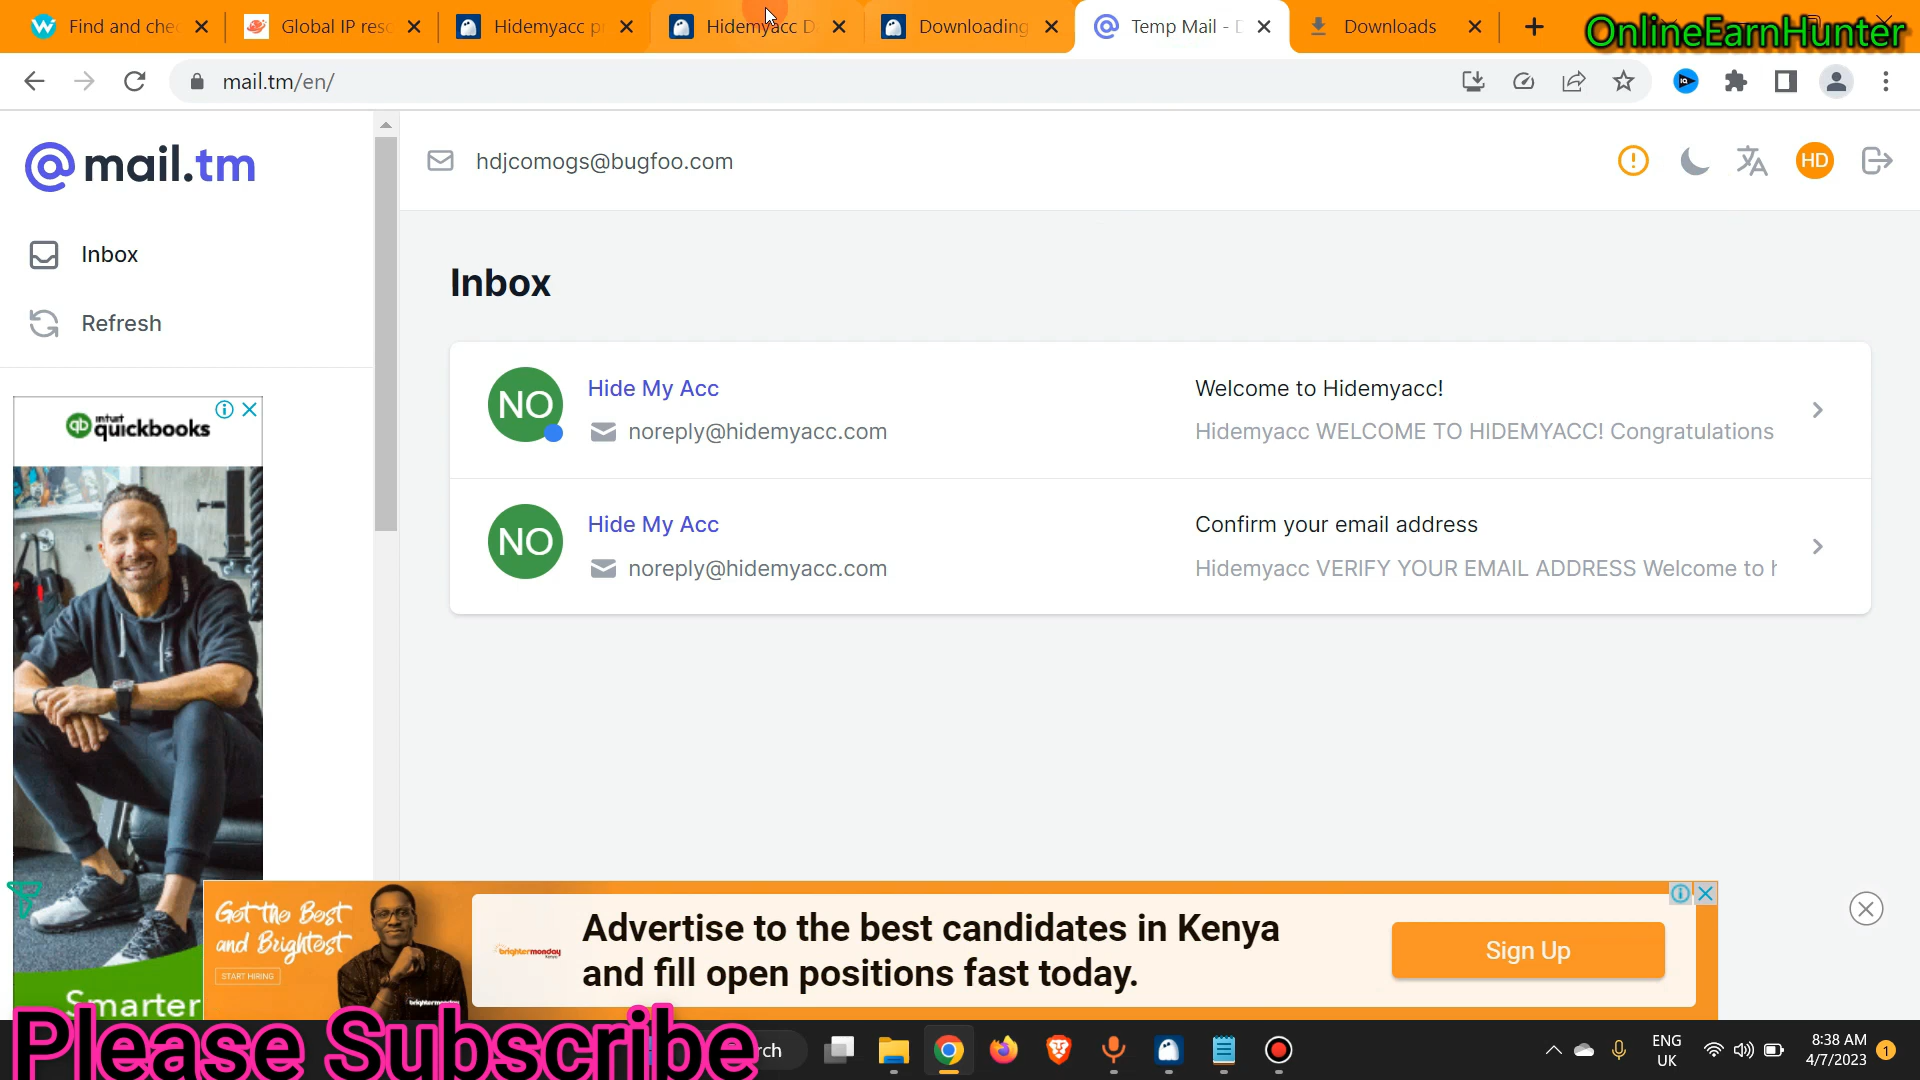 Find and chec
Global IP reso
Hidemyacc p
Hidemyacc D
Downloading
Temp Mail - D
Downloads
OnlineEarnHunter
mail.tm/en/
@mail.tm
hdjcomogs@bugfoo.com
HD
Inbox
Refresh
Inbox
NO
Hide My Acc
Welcome to Hidemyacc!
noreply@hidemyacc.com
Hidemyacc WELCOME TO HIDEMYACC! Congratulations
NO
Hide My Acc
Confirm your email address
noreply@hidemyacc.com
Hidemyacc VERIFY YOUR EMAIL ADDRESS Welcome to h
intuit
quickbooks
Smarter
Get the Best
and Brightest
START HIRING
brightermonday
Advertise to the best candidates in Kenya
and fill open positions fast today.
Sign Up
Please Subscribe
rch
ENG
UK
8:38 AM
4/7/2023
1